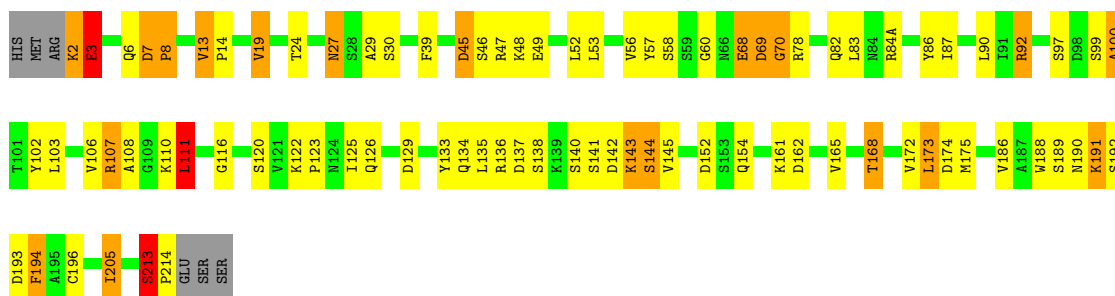 HIS MET ARG K2 E3 Q6 D7 P8 V13 P14 V19 T24 N27 S28 A29 S30 F39 D45 S46 R47 K48 E49 L52 L53 V56 Y57 S58 S59 G60 N66 E68 D69 G70 R78 Q82 L83 N84 R84A Y86 I87 L90 I91 R92 S97 D98 S99 A100
T101 Y102 L103 V106 R107 A108 G109 K110 L111 G116 S120 V121 K122 P123 N124 I125 Q126 D129 Y133 Q134 L135 R136 D137 S138 K139 S140 S141 D142 K143 S144 V145 D152 S153 Q154 K161 D162 V165 T168 V172 L173 D174 M175 V186 A187 W188 S189 N190 K191 S192
D193 F194 A195 C196 I205 S213 P214 GLU SER SER